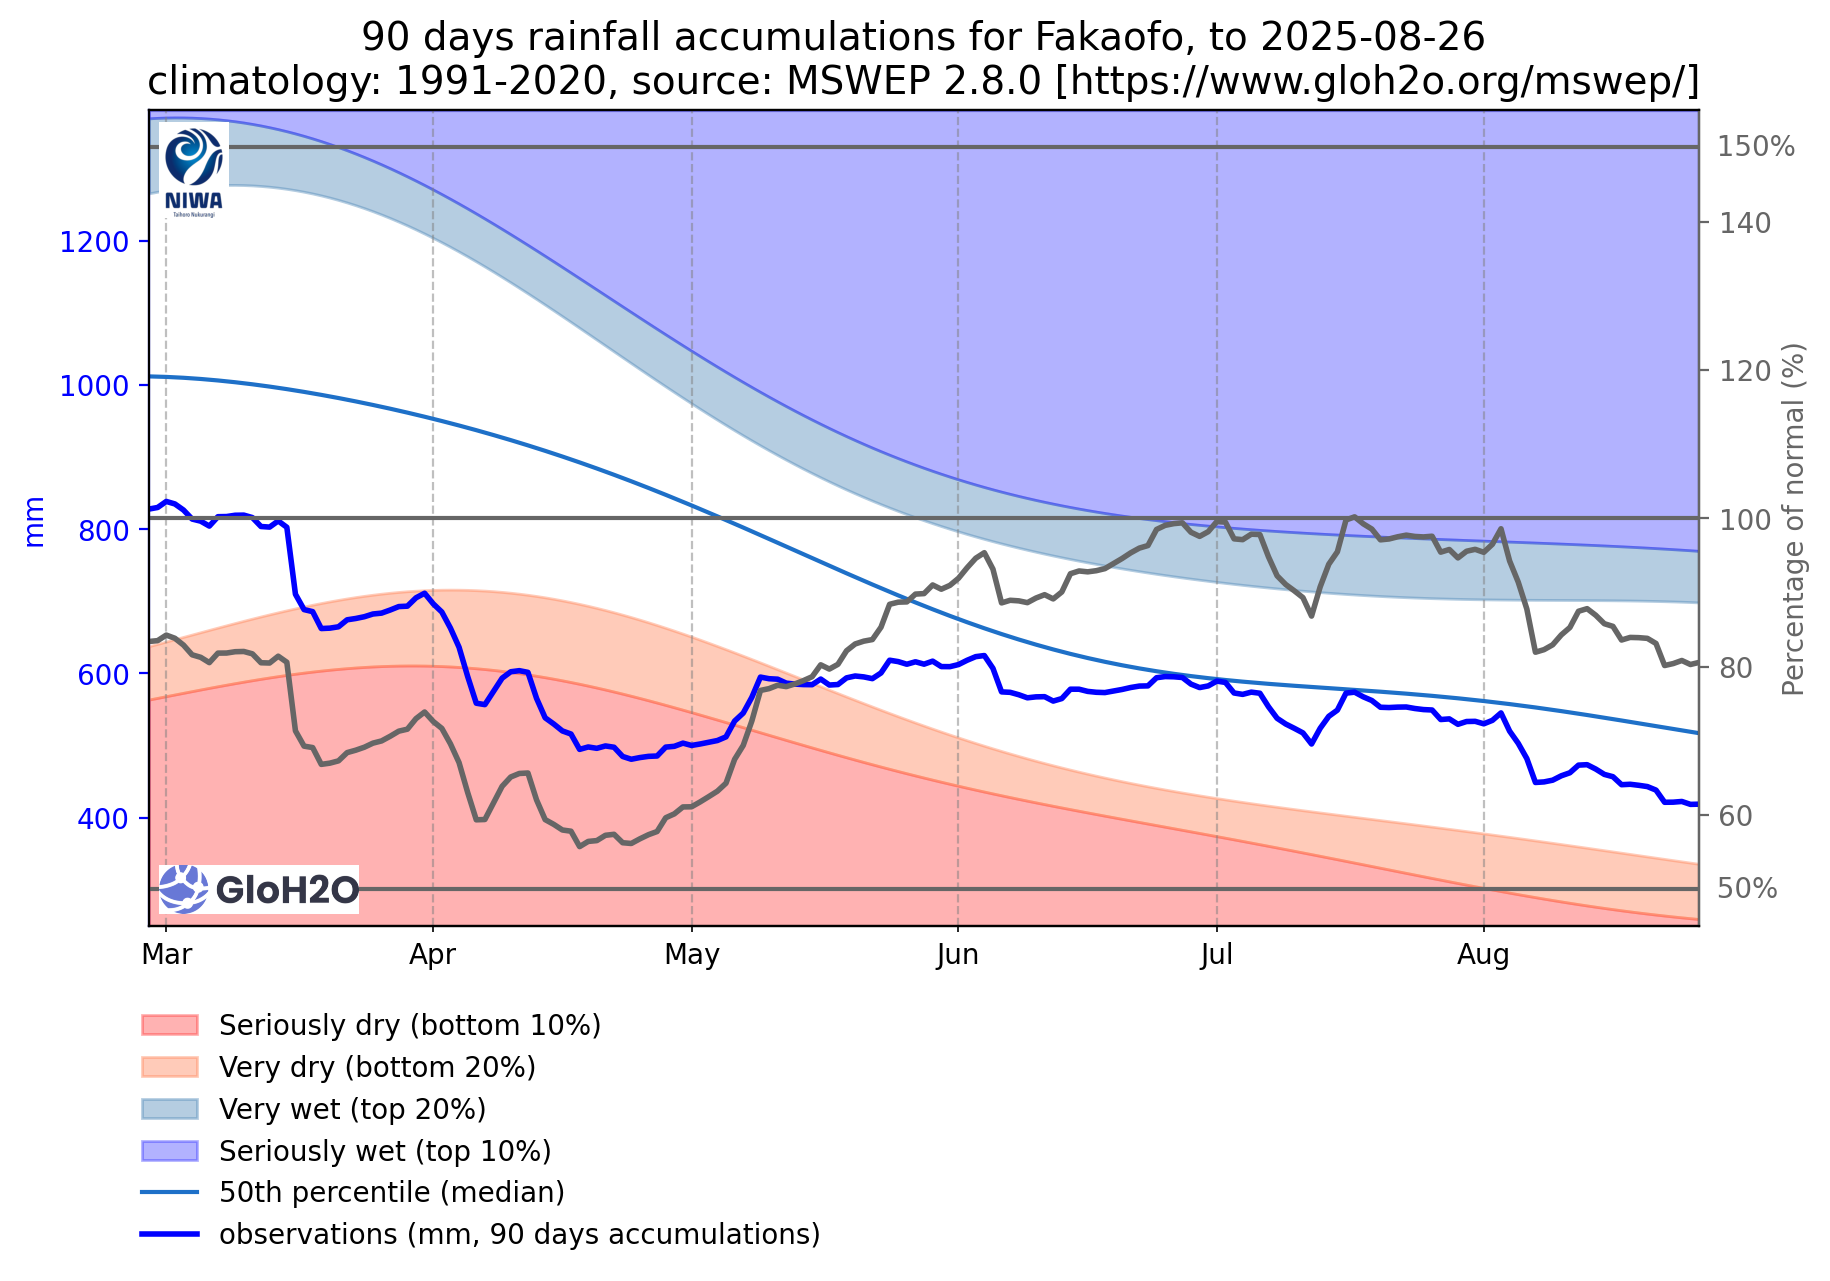 90 days rainfall accumulations for Fakaofo, to 2025-08-26
climatology: 1991-2020, source: MSWEP 2.8.0 [https://www.gloh2o.org/mswep/]
NIWA
Taihoro Nukurangi
150%
140
1200
120
1000
Percentage of normal (%)
mm
800
100
600
80
400
60
50%
GloH2O
Mar
Apr
May
Jun
Jul
Aug
Seriously dry (bottom 10%)
Very dry (bottom 20%)
Very wet (top 20%)
Seriously wet (top 10%)
50th percentile (median)
observations (mm, 90 days accumulations)